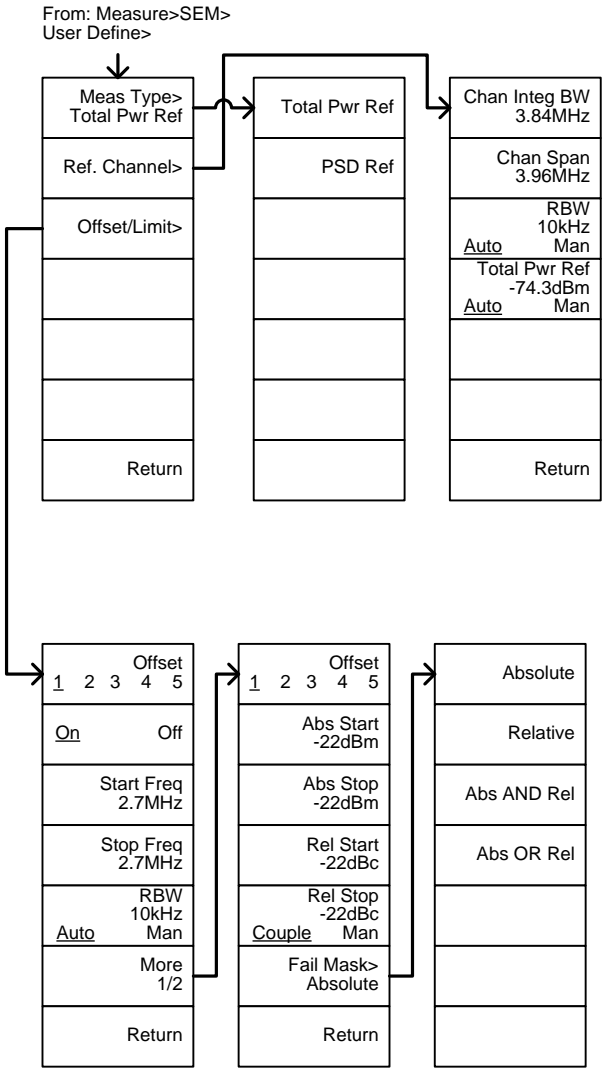 From: Measure>SEM>
User Define>
Meas Type>
Total Pwr Ref
Ref. Channel>
Offset/Limit>
Return
Total Pwr Ref
PSD Ref
Chan Integ BW
3.84MHz
Chan Span
3.96MHz
RBW
10kHz
Auto Man
Total Pwr Ref
-74.3dBm
Auto Man
Return
Offset
1 2 3 4 5
On Off
Start Freq
2.7MHz
Stop Freq
2.7MHz
RBW
10kHz
Auto Man
More
1/2
Return
Offset
1 2 3 4 5
Abs Start
-22dBm
Abs Stop
-22dBm
Rel Start
-22dBc
Rel Stop
-22dBc
Couple Man
Fail Mask>
Absolute
Return
Absolute
Relative
Abs AND Rel
Abs OR Rel